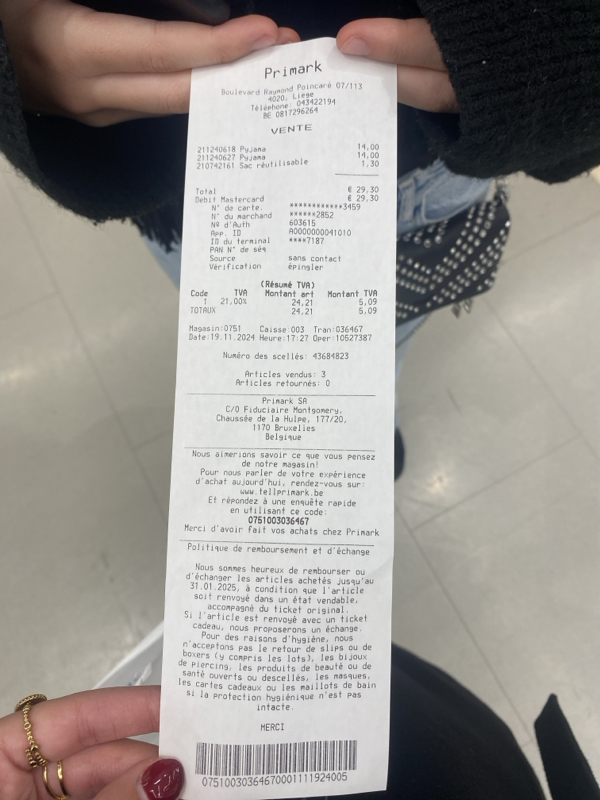 Primark
Boulevard Raymond Poincaré 07/113
4020, Liege
Téléphone: 043422194
BE 0817296264
VENTE
211240618 Pyjama 14,00
211240627 Pyjama 14,00
210742161 Sac réutilisable 1,30
Total € 29,30
Debit Mastercard € 29,30
N° de carte. ************3459
N° du marchand ******2852
Nº d'Auth 603615
App. ID A0000000041010
ID du terminal ****7187
PAN N° de séq
Source sans contact
Vérification épingler
(Résumé TVA)
Code TVA Montant art Montant TVA
1 21,00% 24,21 5,09
TOTAUX 24,21 5,09
Magasin:0751 Caisse:003 Tran:036467
Date:19.11.2024 Heure:17:27 Oper:10527387
Numéro des scellés: 43684823
Articles vendus: 3
Articles retournés: 0
Primark SA
C/O Fiduciaire Montgomery,
Chaussée de la Hulpe, 177/20,
1170 Bruxelles
Belgique
Nous aimerions savoir ce que vous pensez
de notre magasin!
Pour nous parler de votre expérience
d'achat aujourd'hui, rendez-vous sur:
www.tellprimark.be
Et répondez à une enquête rapide
en utilisant ce code:
0751003036467
Merci d'avoir fait vos achats chez Primark
Politique de remboursement et d'échange
Nous sommes heureux de rembourser ou
d'échanger les articles achetés jusqu'au
31.01.2025, à condition que l'article
soit renvoyé dans un état vendable,
accompagné du ticket original.
Si l'article est renvoyé avec un ticket
cadeau, nous proposerons un échange.
Pour des raisons d'hygiène, nous
n'acceptons pas le retour de slips ou de
boxers (y compris les lots), les bijoux
de piercing, les produits de beauté ou de
santé ouverts ou descellés, les masques,
les cartes cadeaux ou les maillots de bain
si la protection hygiénique n'est pas
intacte.
MERCI
07510030364670001111924005